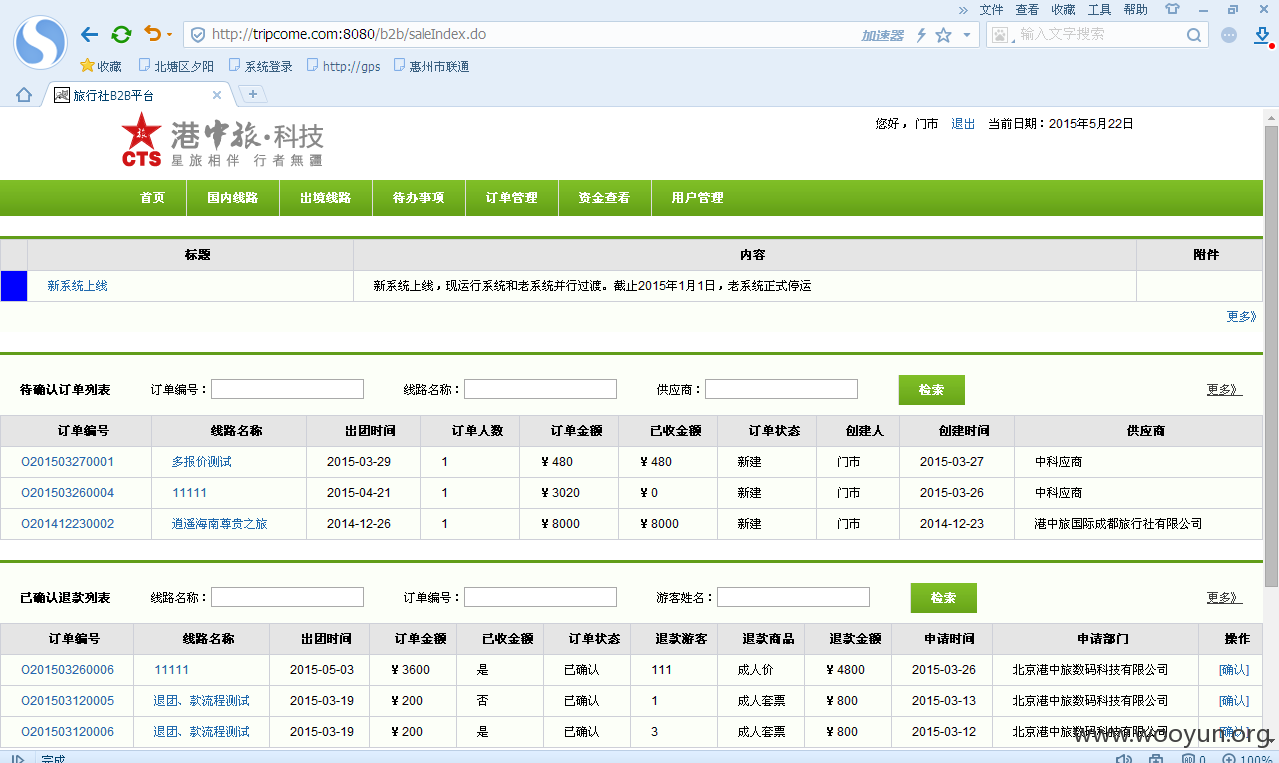 » 文件 查看 收藏 工具 帮助
http://tripcome.com:8080/b2b/saleIndex.do 加速器 输入文字搜索
收藏 北塘区夕阳 系统登录 http://gps 惠州市联通
旅行社B2B平台
CTS 港中旅·科技
星旅相伴 行者無疆
您好，门市 退出 当前日期：2015年5月22日
首页 国内线路 出境线路 待办事项 订单管理 资金查看 用户管理
标题 内容 附件
新系统上线 新系统上线，现运行系统和老系统并行过渡。截止2015年1月1日，老系统正式停运
更多》
待确认订单列表 订单编号： 线路名称： 供应商： 检索 更多》
订单编号 线路名称 出团时间 订单人数 订单金额 已收金额 订单状态 创建人 创建时间 供应商
O201503270001 多报价测试 2015-03-29 1 ¥ 480 ¥ 480 新建 门市 2015-03-27 中科应商
O201503260004 11111 2015-04-21 1 ¥ 3020 ¥ 0 新建 门市 2015-03-26 中科应商
O201412230002 逍遥海南尊贵之旅 2014-12-26 1 ¥ 8000 ¥ 8000 新建 门市 2014-12-23 港中旅国际成都旅行社有限公司
已确认退款列表 线路名称： 订单编号： 游客姓名： 检索 更多》
订单编号 线路名称 出团时间 订单金额 已收金额 订单状态 退款游客 退款商品 退款金额 申请时间 申请部门 操作
O201503260006 11111 2015-05-03 ¥ 3600 是 已确认 111 成人价 ¥ 4800 2015-03-26 北京港中旅数码科技有限公司 [确认]
O201503120005 退团、款流程测试 2015-03-19 ¥ 200 否 已确认 1 成人套票 ¥ 800 2015-03-13 北京港中旅数码科技有限公司 [确认]
O201503120006 退团、款流程测试 2015-03-19 ¥ 200 是 已确认 3 成人套票 ¥ 800 2015-03-12 北京港中旅数码科技有限公司 [确认]
www.wooyun.org
完成 0 100%